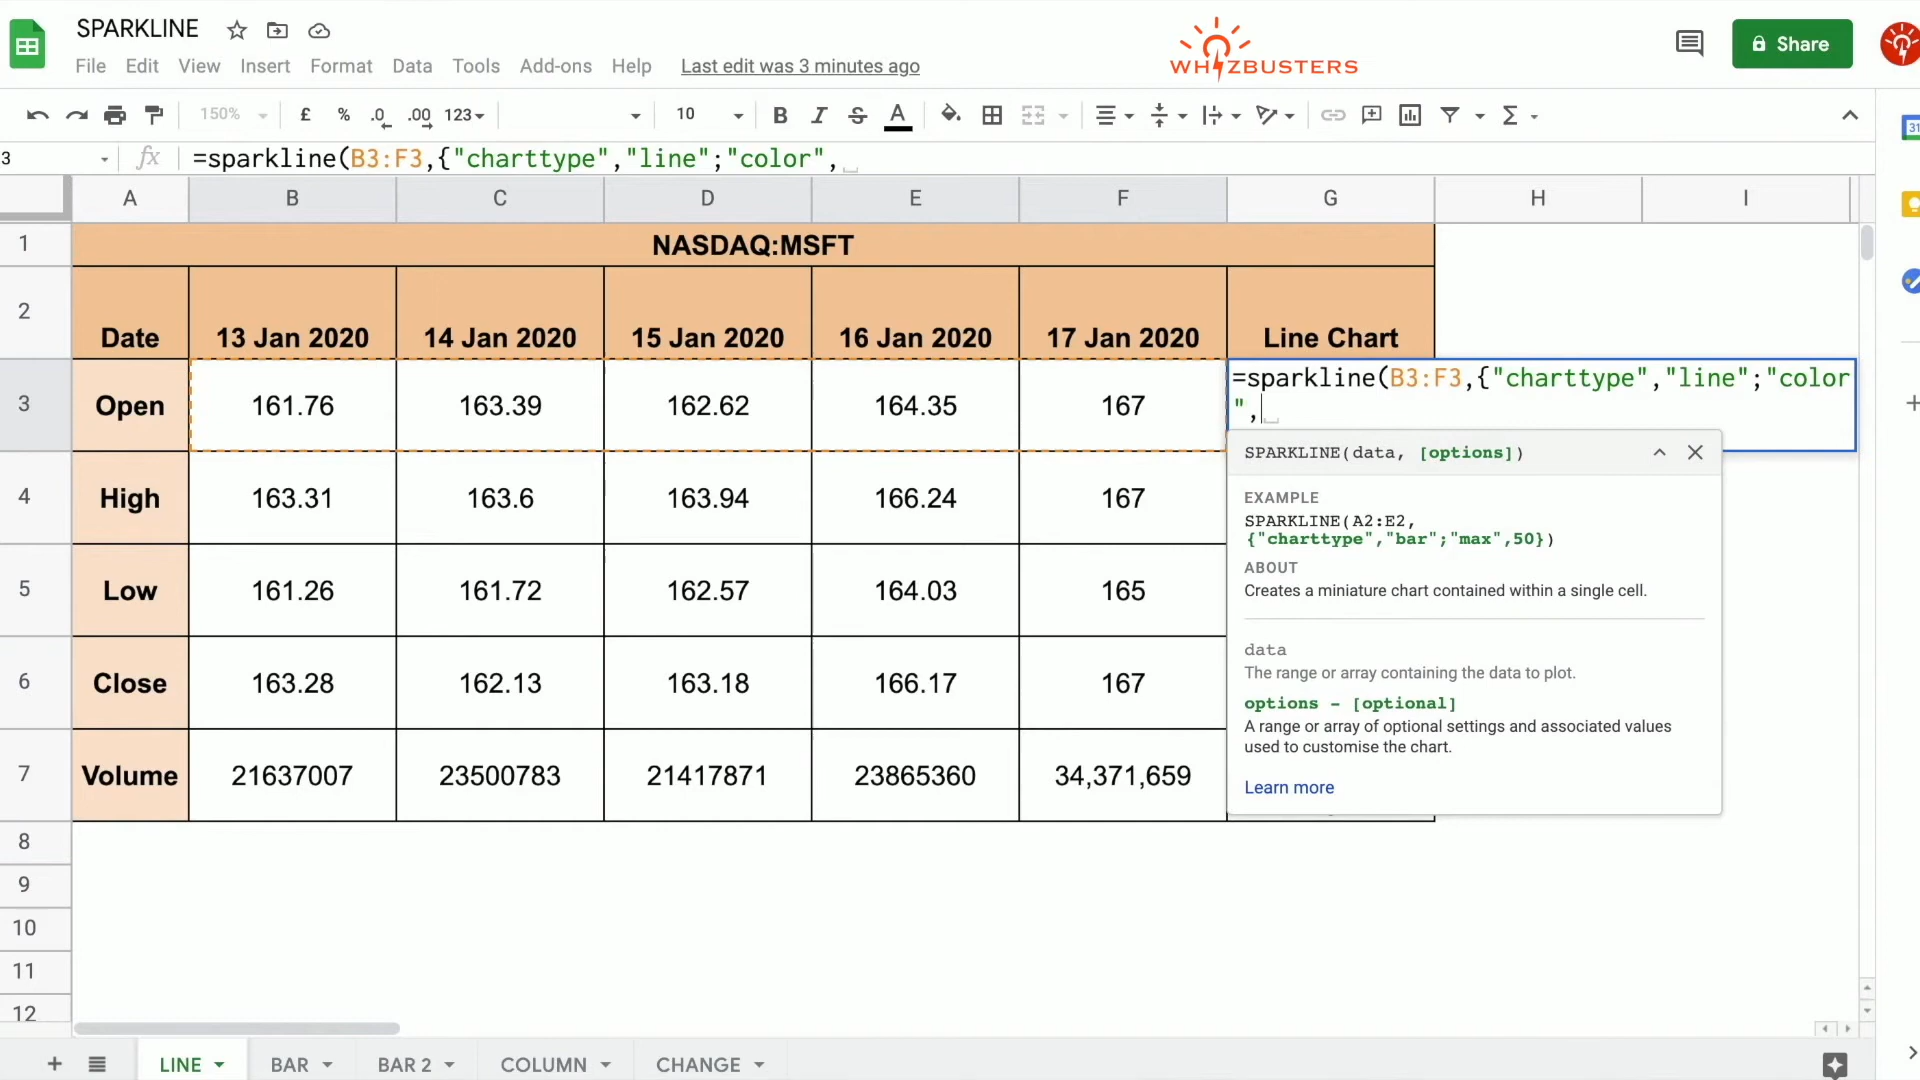 SPARKLINE
WHIZBUSTERS
Share
File Edit View Insert Format Data Tools Add-ons Help Last edit was 3 minutes ago
150% £ % .0 .00 123 10 B I S A
31
3 fx =sparkline(B3:F3,{"charttype","line";"color",
A B C D E F G H I
1 NASDAQ:MSFT
2 Date 13 Jan 2020 14 Jan 2020 15 Jan 2020 16 Jan 2020 17 Jan 2020 Line Chart
3 Open 161.76 163.39 162.62 164.35 167
=sparkline(B3:F3,{"charttype","line";"color
",
4 High 163.31 163.6 163.94 166.24 167
5 Low 161.26 161.72 162.57 164.03 165
6 Close 163.28 162.13 163.18 166.17 167
7 Volume 21637007 23500783 21417871 23865360 34,371,659
8
9
10
11
12
SPARKLINE(data, [options])
EXAMPLE
SPARKLINE(A2:E2,
{"charttype","bar";"max",50})
ABOUT
Creates a miniature chart contained within a single cell.
data
The range or array containing the data to plot.
options - [optional]
A range or array of optional settings and associated values
used to customise the chart.
Learn more
LINE BAR BAR 2 COLUMN CHANGE